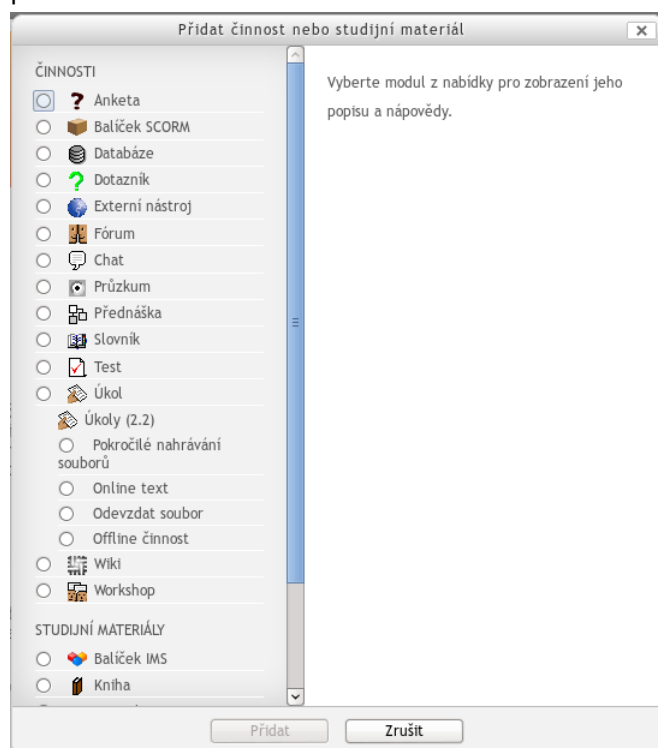 Přidat činnost nebo studijní materiál
ČINNOSTI
Anketa
Balíček SCORM
Databáze
Dotazník
Externí nástroj
Fórum
Chat
Průzkum
Přednáška
Slovník
Test
Úkol
Úkoly (2.2)
Pokročilé nahrávání
souborů
Online text
Odevzdat soubor
Offline činnost
Wiki
Workshop
STUDIJNÍ MATERIÁLY
Balíček IMS
Kniha
Vyberte modul z nabídky pro zobrazení jeho
popisu a nápovědy.
Přidat
Zrušit